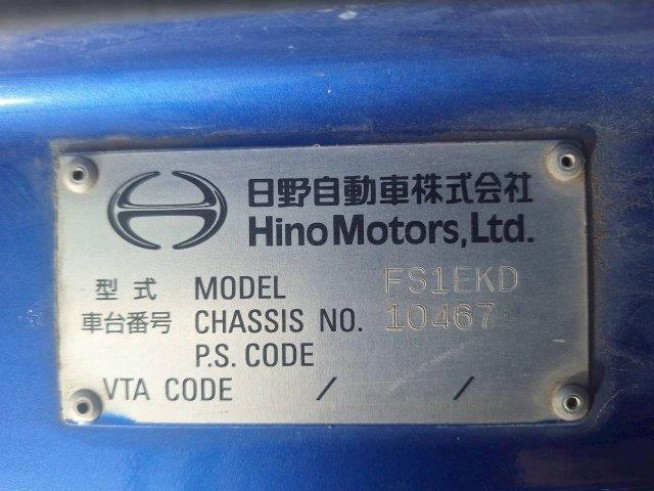 日野自動車株式会社
Hino Motors, Ltd.
型式 MODEL FS1EKD
車台番号 CHASSIS NO. 10467
P.S. CODE
VTA CODE / /